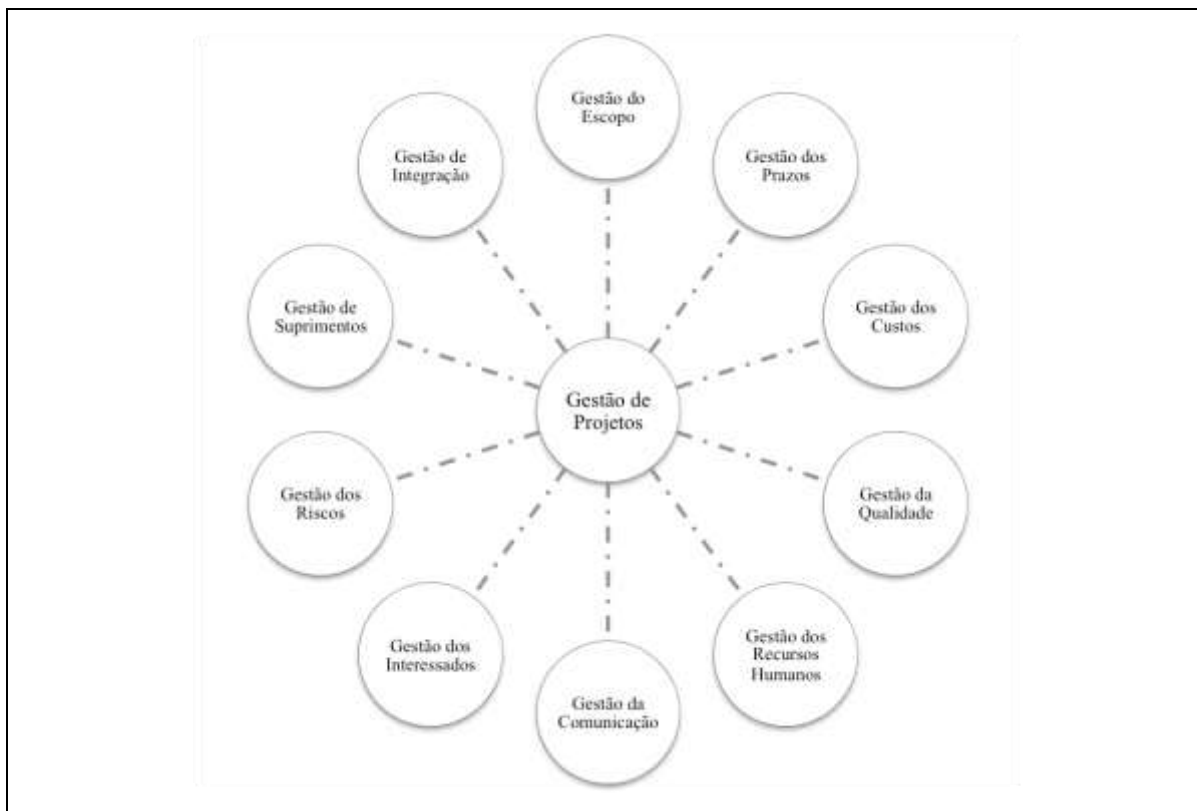 Gestão do
Escopo
Gestão dos
Prazos
Gestão dos
Custos
Gestão da
Qualidade
Gestão dos
Recursos
Humanos
Gestão da
Comunicação
Gestão dos
Interessados
Gestão dos
Riscos
Gestão de
Suprimentos
Gestão de
Integração
Gestão de
Projetos